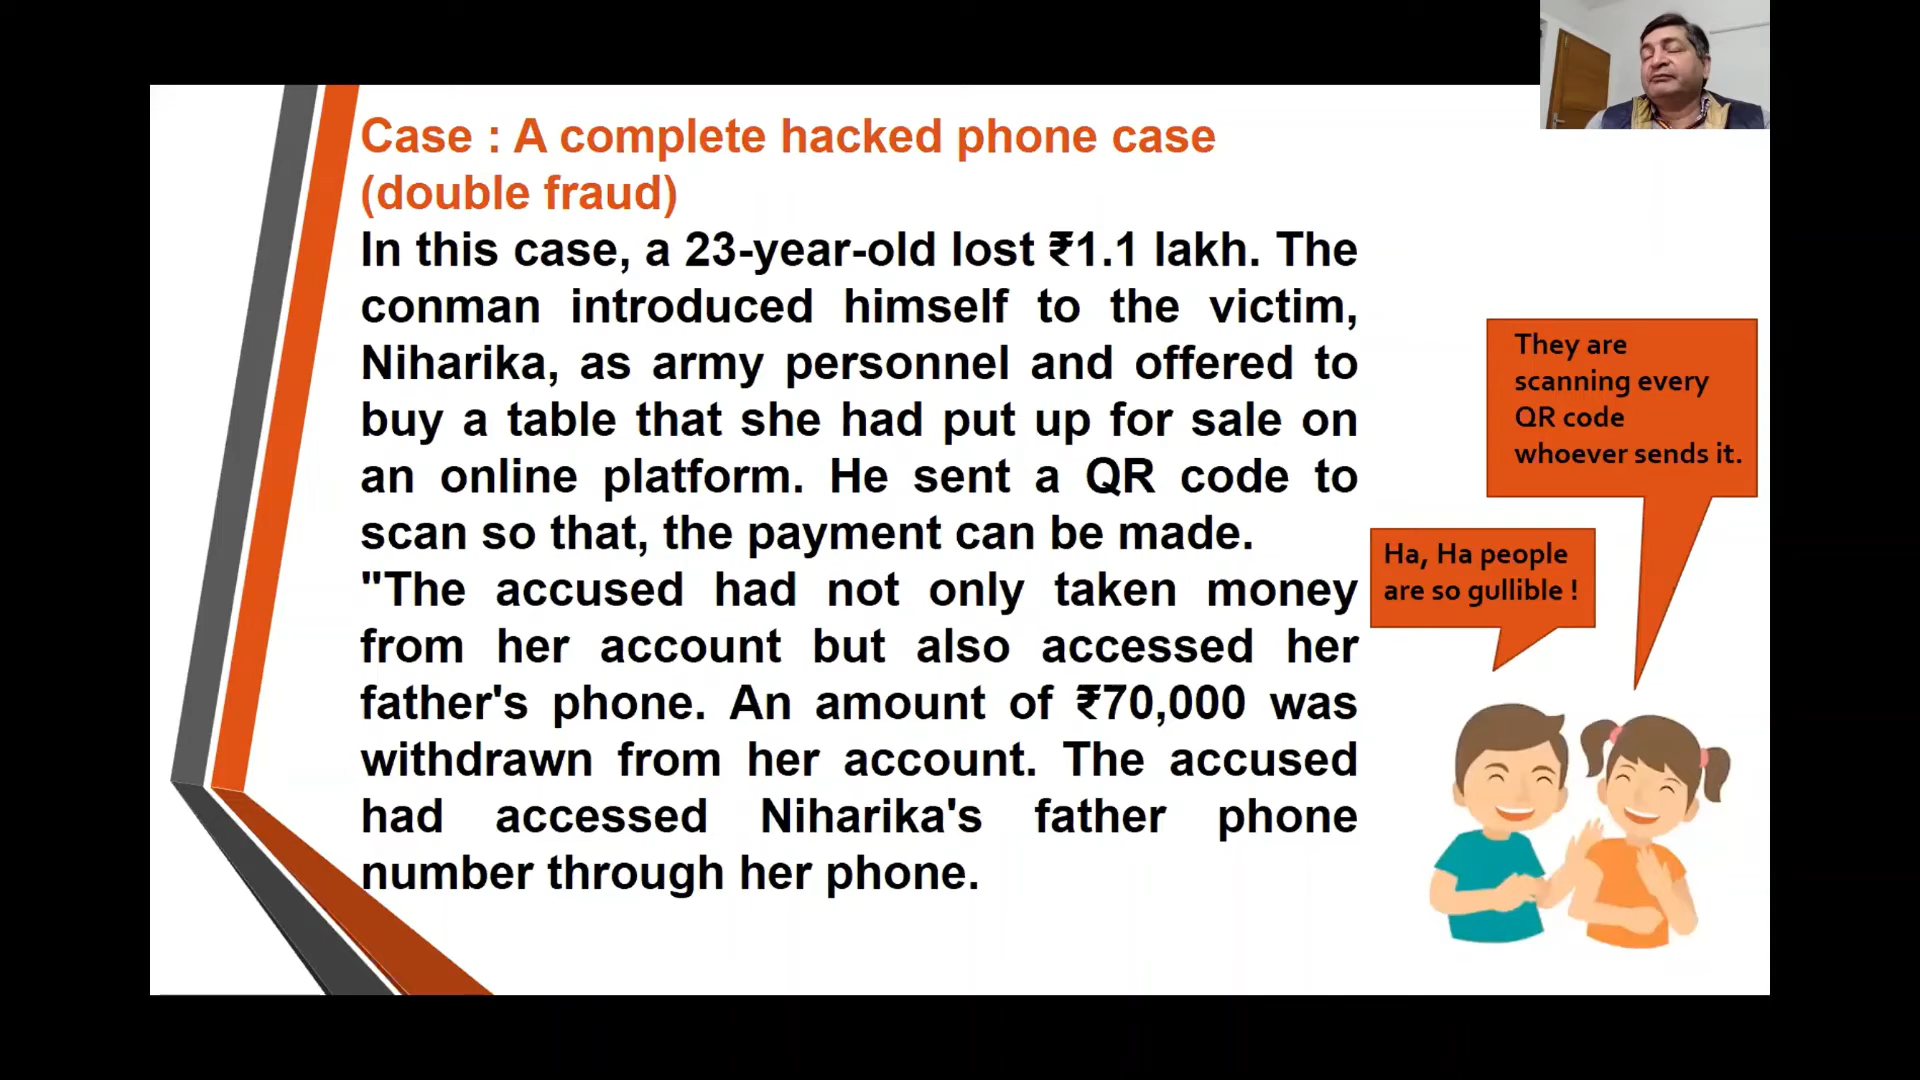 Case : A complete hacked phone case
(double fraud)
In this case, a 23-year-old lost ₹1.1 lakh. The
conman introduced himself to the victim,
Niharika, as army personnel and offered to
buy a table that she had put up for sale on
an online platform. He sent a QR code to
scan so that, the payment can be made.
"The accused had not only taken money
from her account but also accessed her
father's phone. An amount of ₹70,000 was
withdrawn from her account. The accused
had accessed Niharika's father phone
number through her phone.
They are
scanning every
QR code
whoever sends it.
Ha, Ha people
are so gullible !